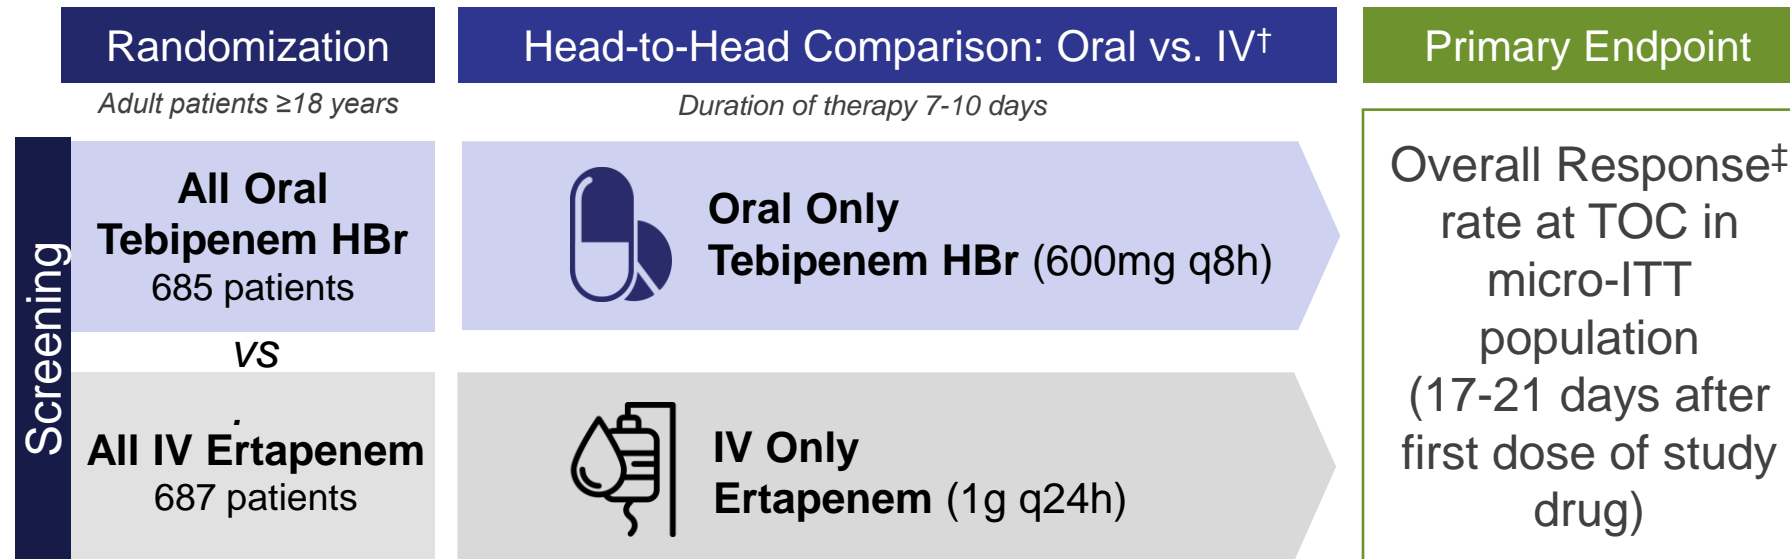 Randomization
Head-to-Head Comparison: Oral vs. IV†
Primary Endpoint
Adult patients ≥18 years
Duration of therapy 7-10 days
Screening
All Oral
Tebipenem HBr
685 patients
vs
.
All IV Ertapenem
687 patients
Oral Only
Tebipenem HBr (600mg q8h)
IV Only
Ertapenem (1g q24h)
Overall Response‡
rate at TOC in
micro-ITT
population
(17-21 days after
first dose of study
drug)